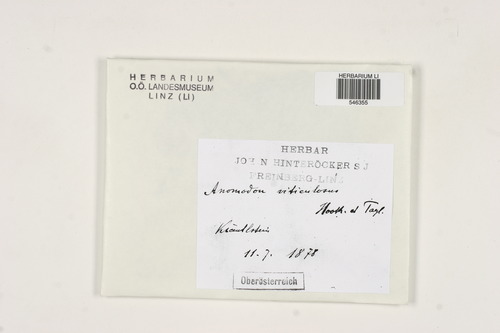 HERBARIUM
O.Ö. LANDESMUSEUM
LINZ (LI)
HERBARIUM LI
546355
HERBAR
JOH N HINTERÖCKER S J
FREINBERG-LINZ
Anomodon viticulosus
Hook. et Tayl.
11. 7. 1878
Oberösterreich